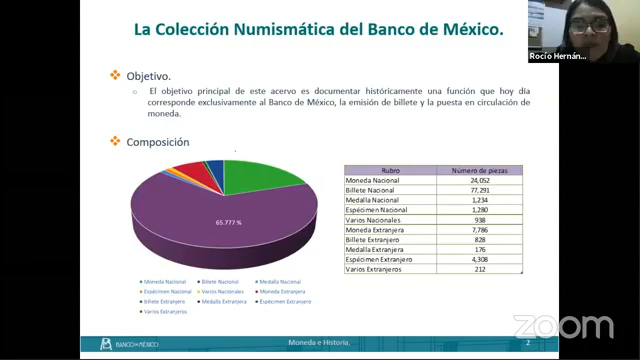 La Colección Numismática del Banco de México.
Rocío Hernán...
Objetivo.
El objetivo principal de este acervo es documentar históricamente una función que hoy día
corresponde exclusivamente al Banco de México, la emisión de billete y la puesta en circulación de
moneda.
Composición
65.777 %
Moneda Nacional Billete Nacional Medalla Nacional
Espécimen Nacional Varios Nacionales Moneda Extranjera
Billete Extranjero Medalla Extranjera Espécimen Extranjero
Varios Extranjeros
Rubro Número de piezas
Moneda Nacional 24,052
Billete Nacional 77,291
Medalla Nacional 1,234
Espécimen Nacional 1,280
Varios Nacionales 938
Moneda Extranjera 7,786
Billete Extranjero 828
Medalla Extranjera 176
Espécimen Extranjero 4,308
Varios Extranjeros 212
BANCO DE MÉXICO
Moneda e Historia.
2
zoom